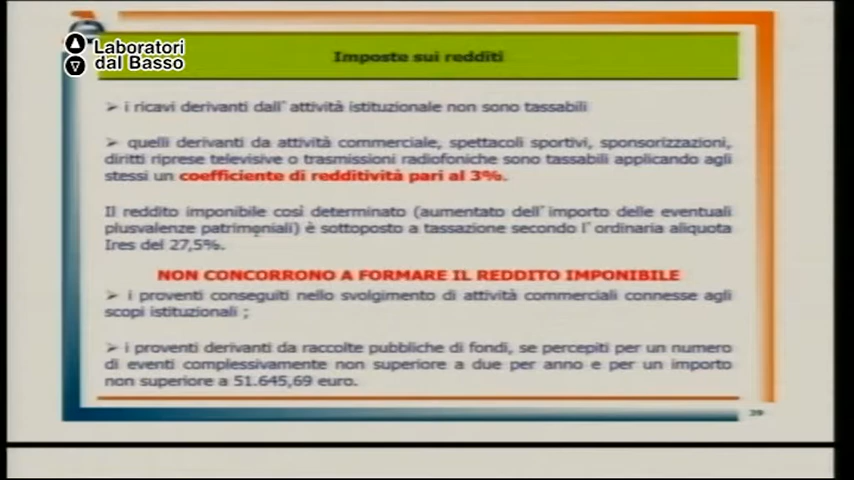 Laboratori
dal Basso
Imposte sui redditi
➢ i ricavi derivanti dall' attività istituzionale non sono tassabili
➢ quelli derivanti da attività commerciale, spettacoli sportivi, sponsorizzazioni,
diritti riprese televisive o trasmissioni radiofoniche sono tassabili applicando agli
stessi un coefficiente di redditività pari al 3%.
Il reddito imponibile così determinato (aumentato dell' importo delle eventuali
plusvalenze patrimoniali) è sottoposto a tassazione secondo l' ordinaria aliquota
Ires del 27,5%.
NON CONCORRONO A FORMARE IL REDDITO IMPONIBILE
➢ i proventi conseguiti nello svolgimento di attività commerciali connesse agli
scopi istituzionali ;
➢ i proventi derivanti da raccolte pubbliche di fondi, se percepiti per un numero
di eventi complessivamente non superiore a due per anno e per un importo
non superiore a 51.645,69 euro.
39